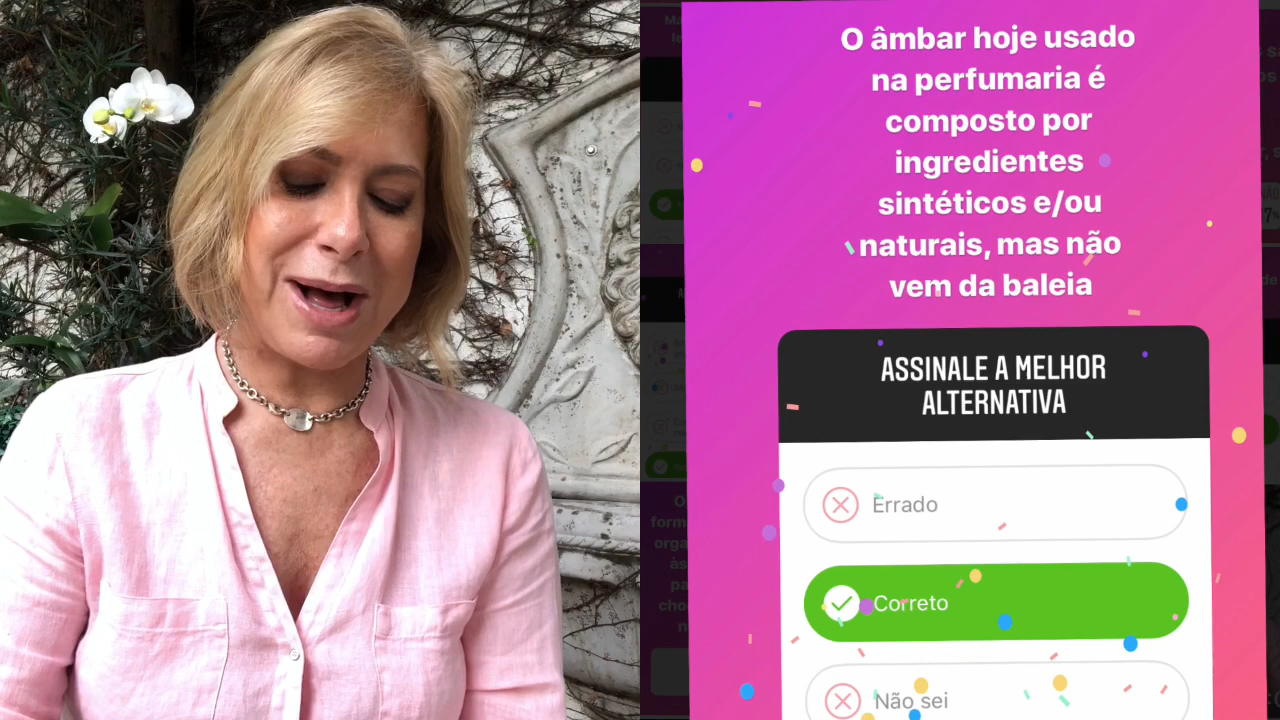 O âmbar hoje usado
na perfumaria é
composto por
ingredientes
sintéticos e/ou
naturais, mas não
vem da baleia
ASSINALE A MELHOR
ALTERNATIVA
Errado
Correto
Não sei